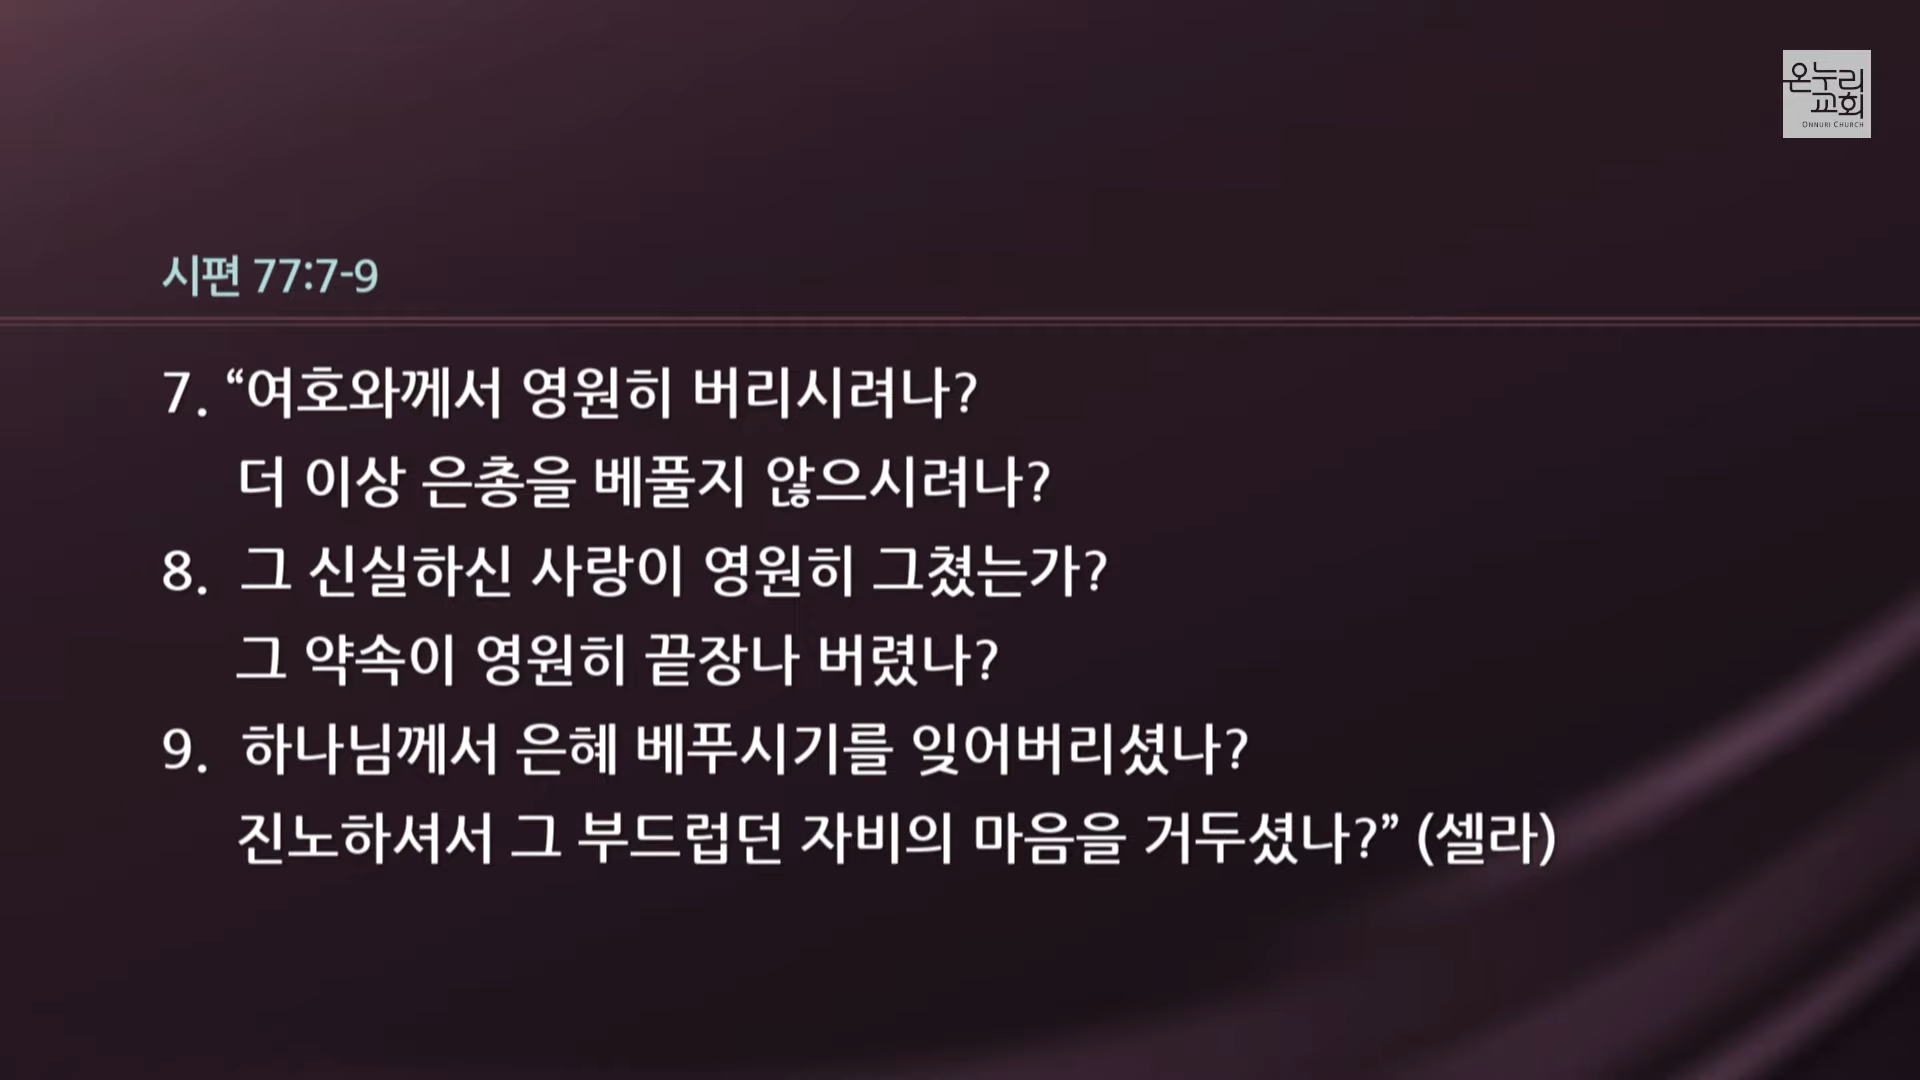 온누리
교회
ONNURI CHURCH
시편 77:7-9
7. “여호와께서 영원히 버리시려나?
더 이상 은총을 베풀지 않으시려나?
8. 그 신실하신 사랑이 영원히 그쳤는가?
그 약속이 영원히 끝장나 버렸나?
9. 하나님께서 은혜 베푸시기를 잊어버리셨나?
진노하셔서 그 부드럽던 자비의 마음을 거두셨나?” (셀라)